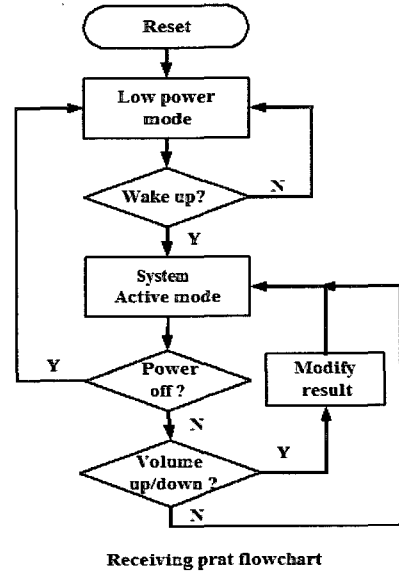 Reset
Low power
mode
Wake up?
N
Y
System
Active mode
Y
Power
off ?
Modify
result
N
Volume
up/down ?
Y
N
Receiving prat flowchart